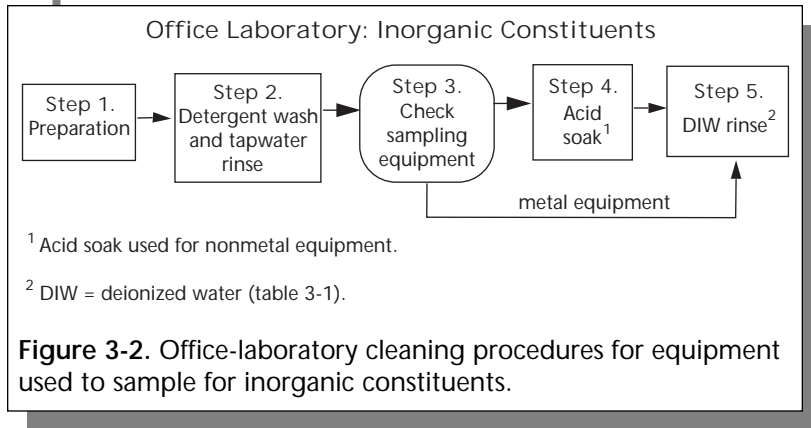 Office Laboratory: Inorganic Constituents
Step 1.
Preparation
Step 2.
Detergent wash
and tapwater
rinse
Step 3.
Check
sampling
equipment
Step 4.
Acid
soak¹
Step 5.
DIW rinse²
metal equipment
¹ Acid soak used for nonmetal equipment.
² DIW = deionized water (table 3-1).
Figure 3-2. Office-laboratory cleaning procedures for equipment
used to sample for inorganic constituents.